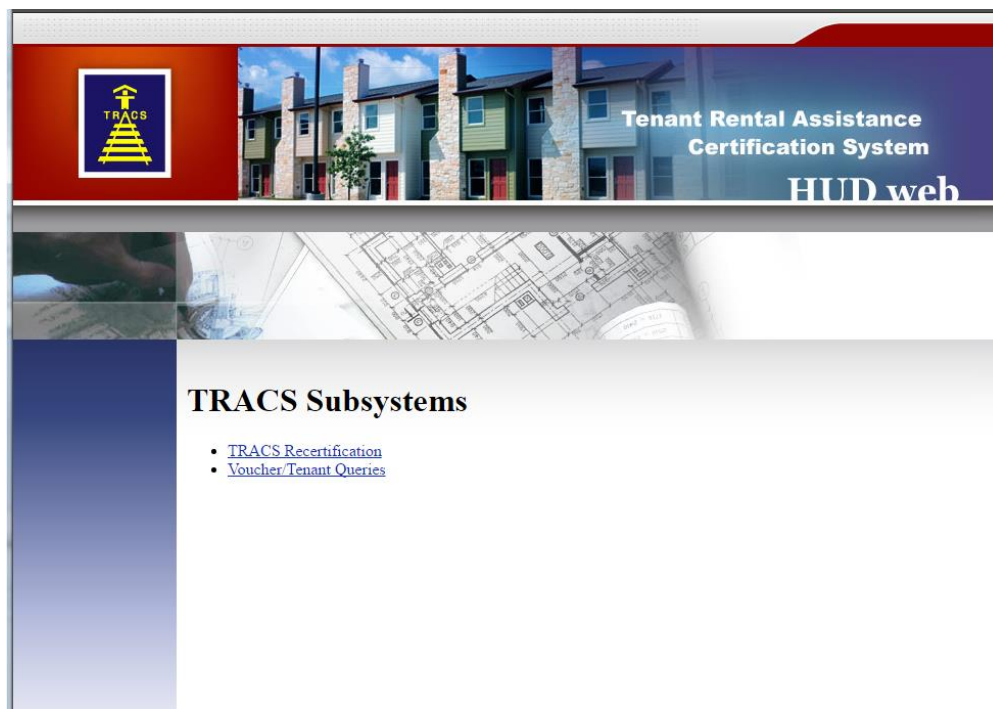 TRACS
Tenant Rental Assistance
Certification System
HUD web
TRACS Subsystems
TRACS Recertification
Voucher/Tenant Queries